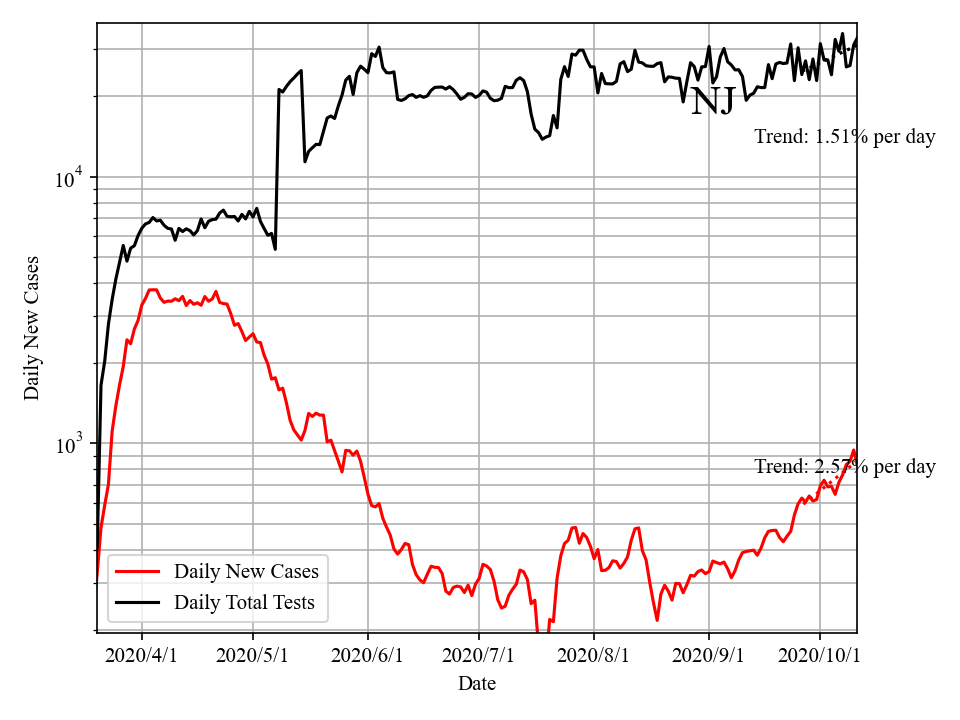 NJ
Trend: 1.51% per day
10^4
Daily New Cases
10^3
Trend: 2.57% per day
Daily New Cases
Daily Total Tests
2020/4/1 2020/5/1 2020/6/1 2020/7/1 2020/8/1 2020/9/1 2020/10/1
Date